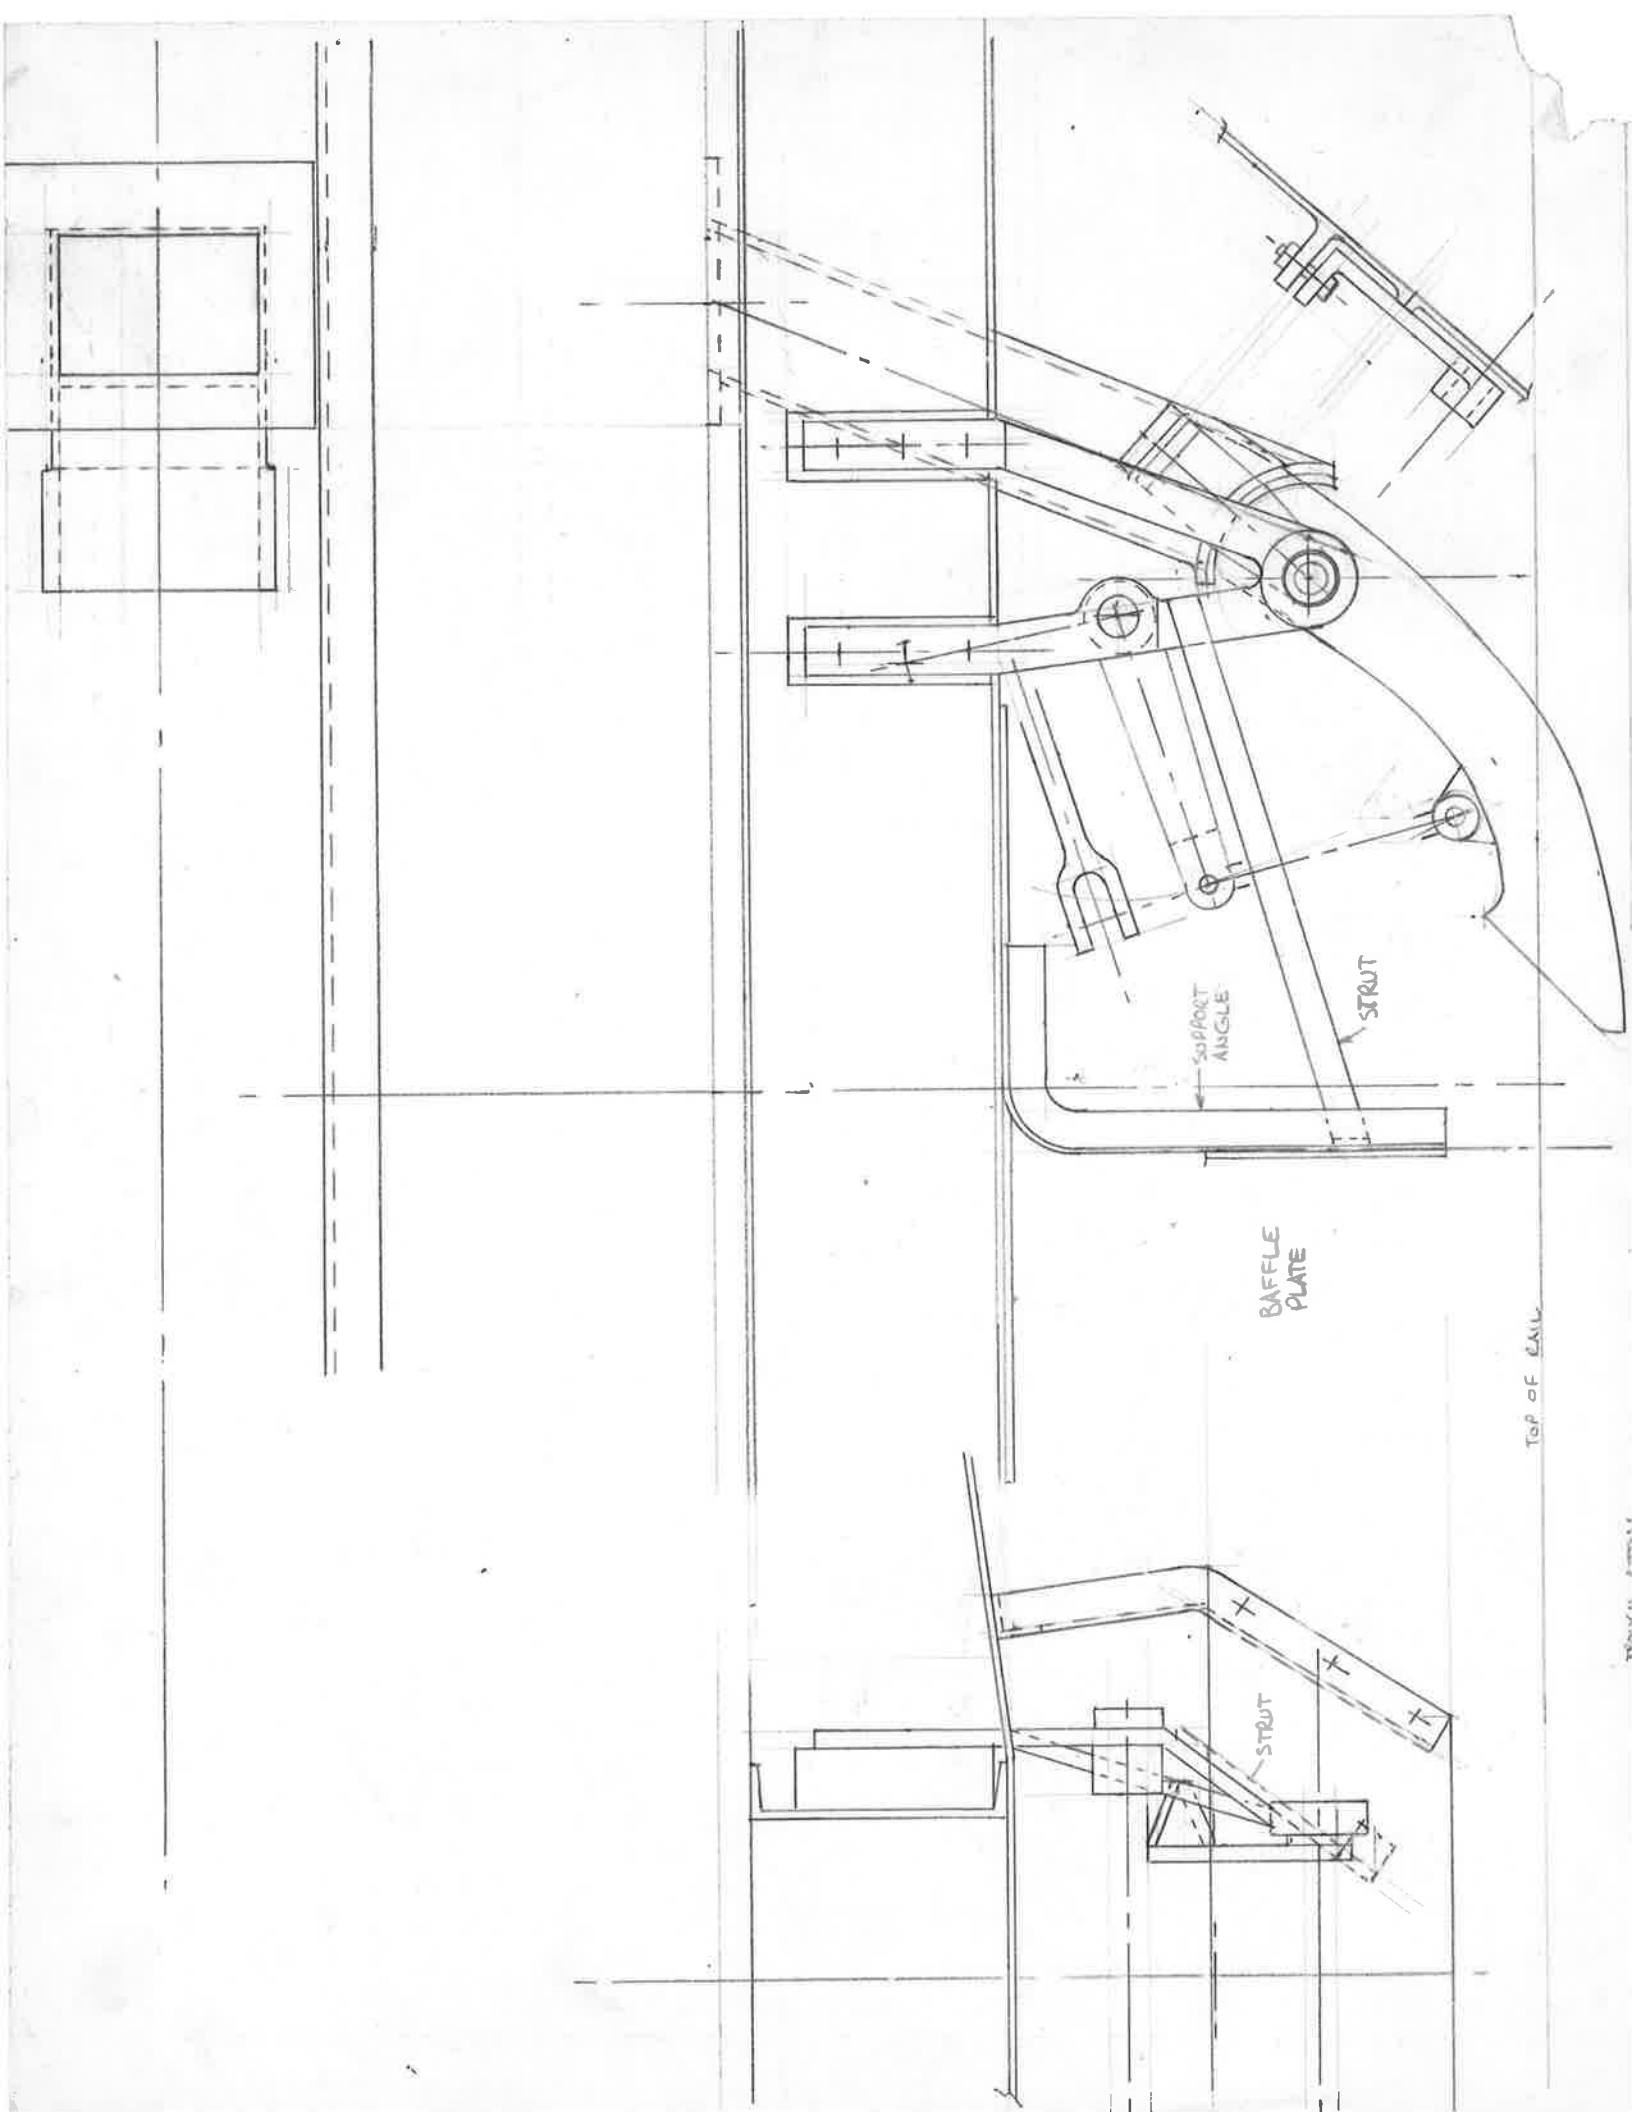 SUPPORT
ANGLE
STRUT
BAFFLE
PLATE
TOP OF RAIL
STRUT